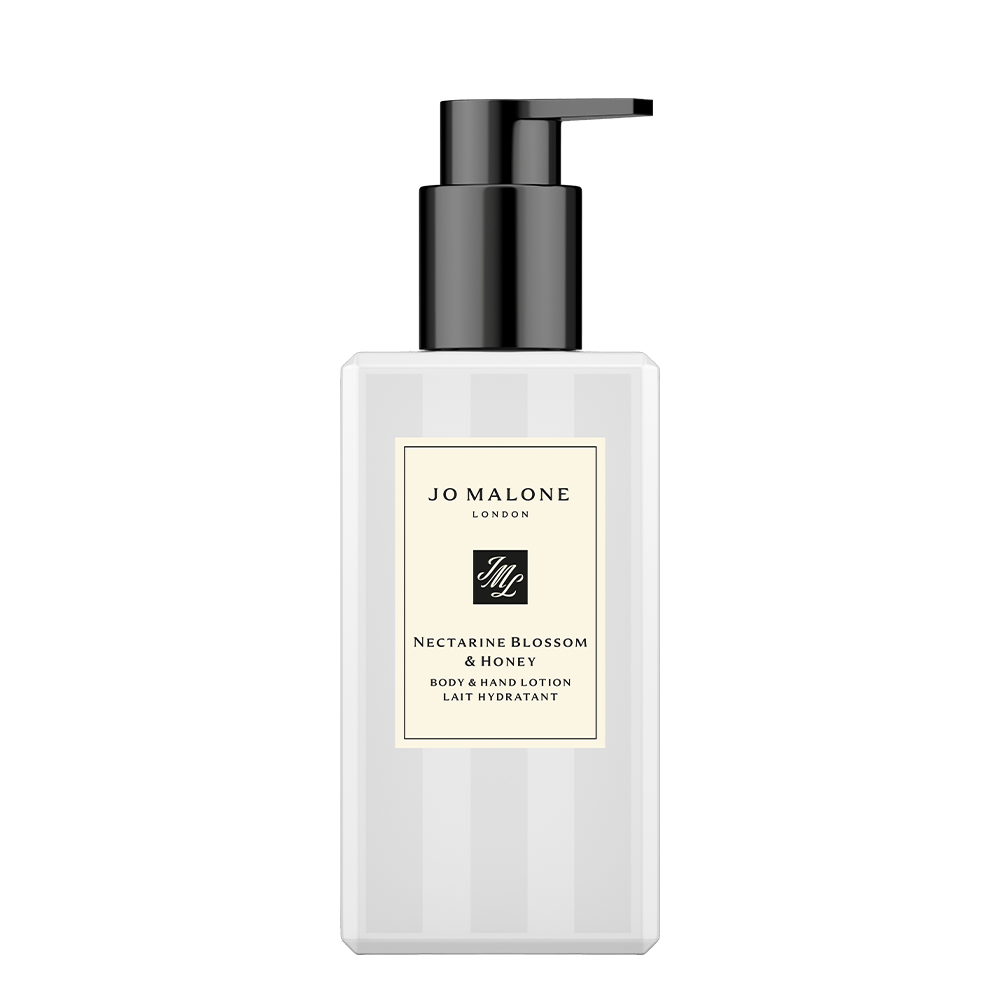 JO MALONE
LONDON
JML
NECTARINE BLOSSOM
& HONEY
BODY & HAND LOTION
LAIT HYDRATANT